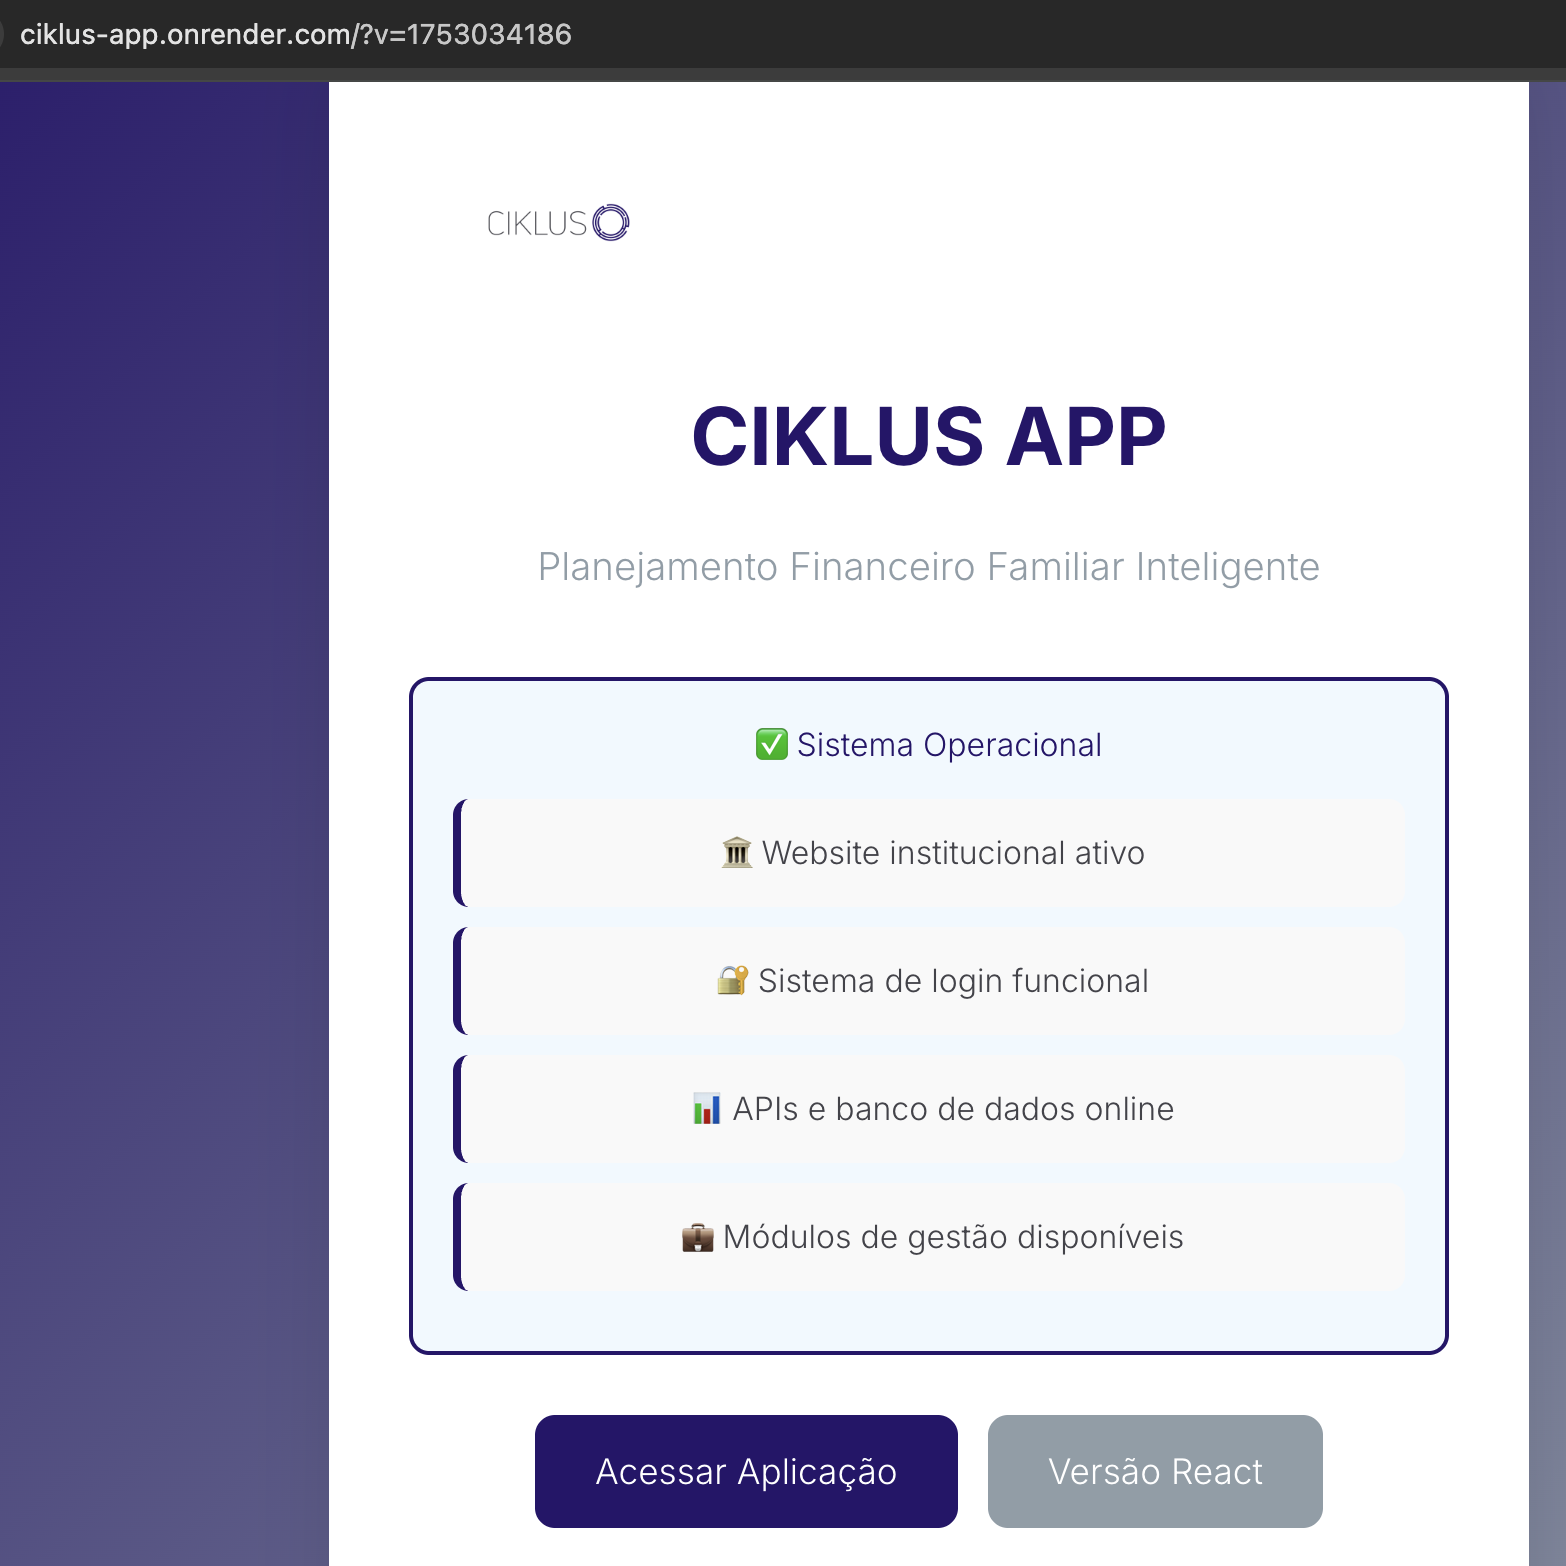 ciklus-app.onrender.com/?v=1753034186
CIKLUS
CIKLUS APP
Planejamento Financeiro Familiar Inteligente
✅ Sistema Operacional
🏛️ Website institucional ativo
🔐 Sistema de login funcional
📊 APIs e banco de dados online
💼 Módulos de gestão disponíveis
Acessar Aplicação
Versão React